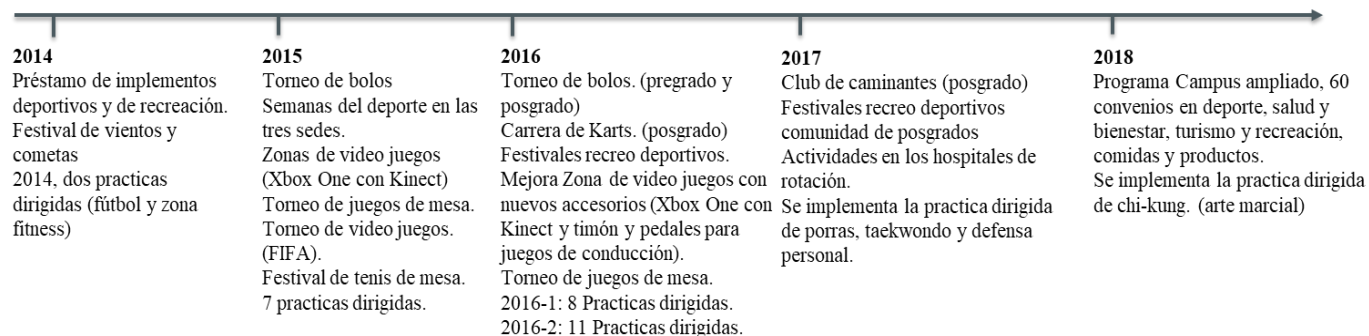 2014
Préstamo de implementos
deportivos y de recreación.
Festival de vientos y
cometas
2014, dos practicas
dirigidas (fútbol y zona
fitness)
2015
Torneo de bolos
Semanas del deporte en las
tres sedes.
Zonas de video juegos
(Xbox One con Kinect)
Torneo de juegos de mesa.
Torneo de video juegos.
(FIFA).
Festival de tenis de mesa.
7 practicas dirigidas.
2016
Torneo de bolos. (pregrado y
posgrado)
Carrera de Karts. (posgrado)
Festivales recreo deportivos.
Mejora Zona de video juegos con
nuevos accesorios (Xbox One con
Kinect y timón y pedales para
juegos de conducción).
Torneo de juegos de mesa.
2016-1: 8 Practicas dirigidas.
2016-2: 11 Practicas dirigidas.
2017
Club de caminantes (posgrado)
Festivales recreo deportivos
comunidad de posgrados
Actividades en los hospitales de
rotación.
Se implementa la practica dirigida
de porras, taekwondo y defensa
personal.
2018
Programa Campus ampliado, 60
convenios en deporte, salud y
bienestar, turismo y recreación,
comidas y productos.
Se implementa la practica dirigida
de chi-kung. (arte marcial)